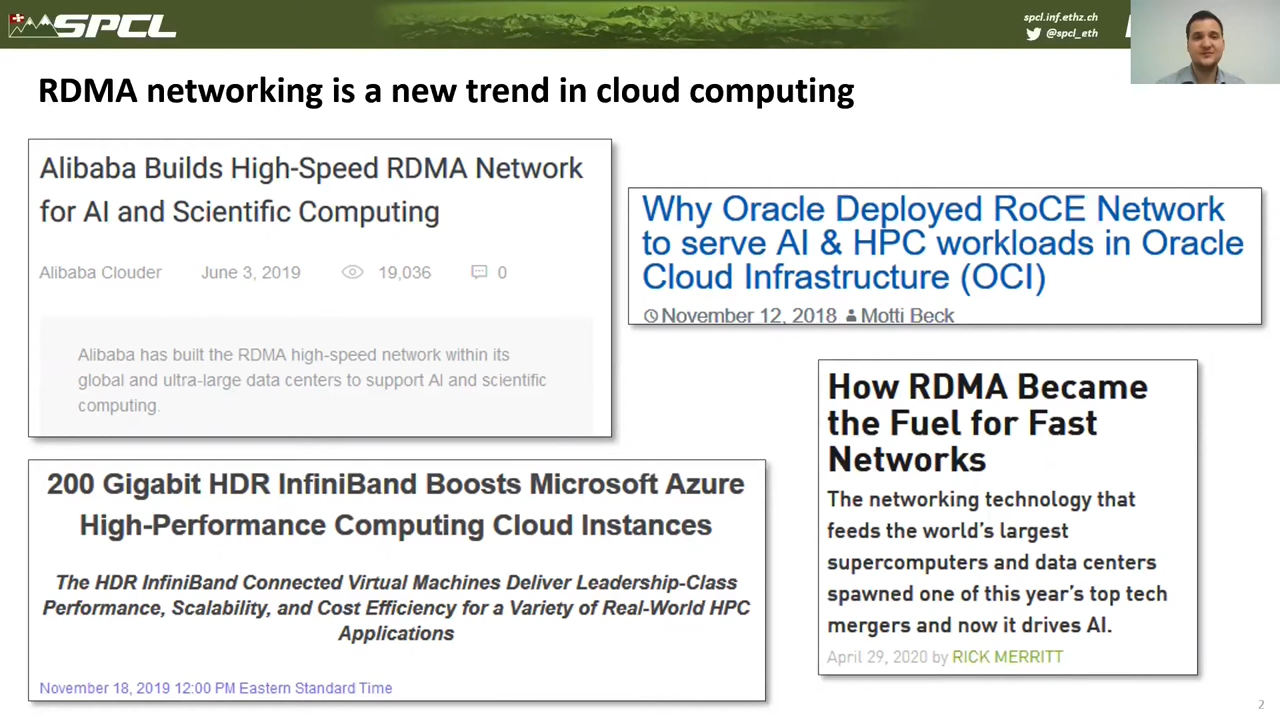 SPCL
spcl.inf.ethz.ch
@spcl_eth
RDMA networking is a new trend in cloud computing
Alibaba Builds High-Speed RDMA Network
for AI and Scientific Computing
Alibaba Clouder June 3, 2019 19,036 0
Alibaba has built the RDMA high-speed network within its
global and ultra-large data centers to support AI and scientific
computing.
Why Oracle Deployed RoCE Network
to serve AI & HPC workloads in Oracle
Cloud Infrastructure (OCI)
November 12, 2018 Motti Beck
200 Gigabit HDR InfiniBand Boosts Microsoft Azure
High-Performance Computing Cloud Instances
The HDR InfiniBand Connected Virtual Machines Deliver Leadership-Class
Performance, Scalability, and Cost Efficiency for a Variety of Real-World HPC
Applications
November 18, 2019 12:00 PM Eastern Standard Time
How RDMA Became
the Fuel for Fast
Networks
The networking technology that
feeds the world's largest
supercomputers and data centers
spawned one of this year's top tech
mergers and now it drives AI.
April 29, 2020 by RICK MERRITT
2